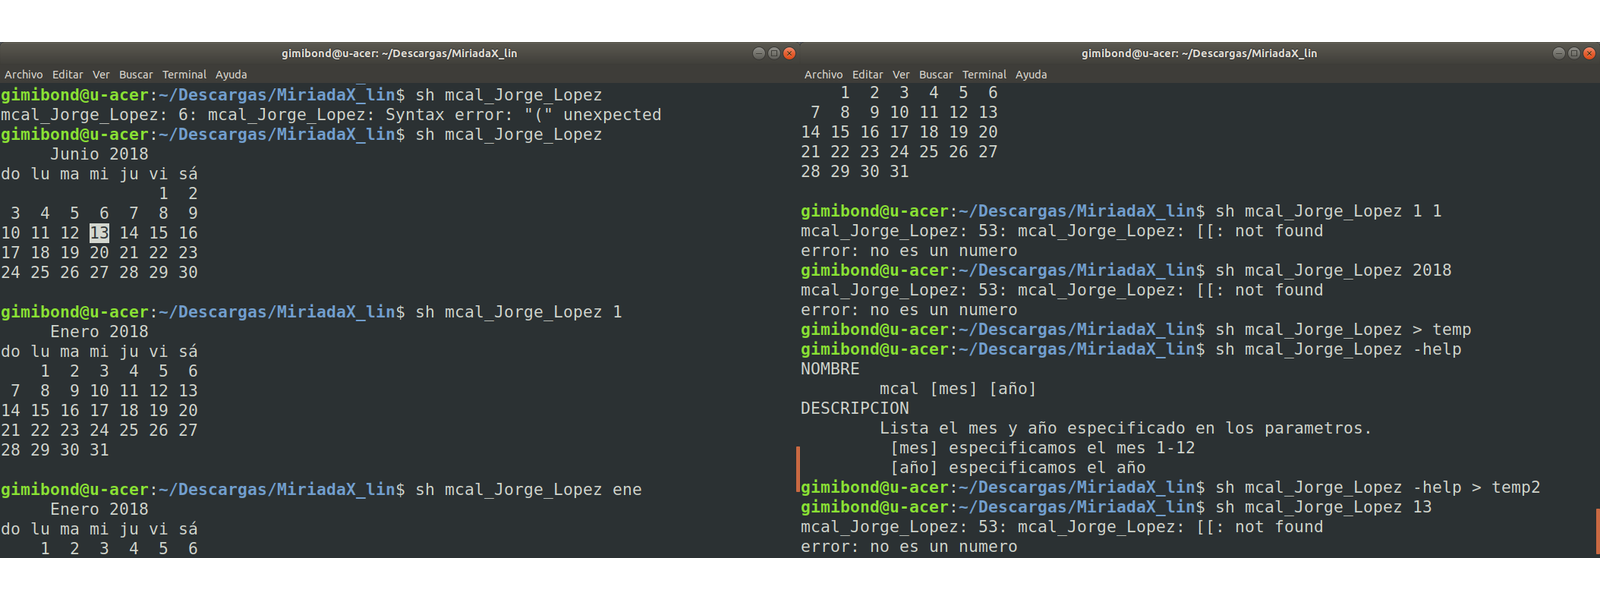 gimibond@u-acer: ~/Descargas/MiriadaX_lin
Archivo Editar Ver Buscar Terminal Ayuda
gimibond@u-acer:~/Descargas/MiriadaX_lin$ sh mcal_Jorge_Lopez
mcal_Jorge_Lopez: 6: mcal_Jorge_Lopez: Syntax error: "(" unexpected
gimibond@u-acer:~/Descargas/MiriadaX_lin$ sh mcal_Jorge_Lopez
     Junio 2018
do lu ma mi ju vi sá
                1  2
 3  4  5  6  7  8  9
10 11 12 13 14 15 16
17 18 19 20 21 22 23
24 25 26 27 28 29 30
gimibond@u-acer:~/Descargas/MiriadaX_lin$ sh mcal_Jorge_Lopez 1
     Enero 2018
do lu ma mi ju vi sá
    1  2  3  4  5  6
 7  8  9 10 11 12 13
14 15 16 17 18 19 20
21 22 23 24 25 26 27
28 29 30 31
gimibond@u-acer:~/Descargas/MiriadaX_lin$ sh mcal_Jorge_Lopez ene
     Enero 2018
do lu ma mi ju vi sá
    1  2  3  4  5  6
gimibond@u-acer: ~/Descargas/MiriadaX_lin
Archivo Editar Ver Buscar Terminal Ayuda
    1  2  3  4  5  6
 7  8  9 10 11 12 13
14 15 16 17 18 19 20
21 22 23 24 25 26 27
28 29 30 31
gimibond@u-acer:~/Descargas/MiriadaX_lin$ sh mcal_Jorge_Lopez 1 1
mcal_Jorge_Lopez: 53: mcal_Jorge_Lopez: [[: not found
error: no es un numero
gimibond@u-acer:~/Descargas/MiriadaX_lin$ sh mcal_Jorge_Lopez 2018
mcal_Jorge_Lopez: 53: mcal_Jorge_Lopez: [[: not found
error: no es un numero
gimibond@u-acer:~/Descargas/MiriadaX_lin$ sh mcal_Jorge_Lopez > temp
gimibond@u-acer:~/Descargas/MiriadaX_lin$ sh mcal_Jorge_Lopez -help
NOMBRE
        mcal [mes] [año]
DESCRIPCION
        Lista el mes y año especificado en los parametros.
         [mes] especificamos el mes 1-12
         [año] especificamos el año
gimibond@u-acer:~/Descargas/MiriadaX_lin$ sh mcal_Jorge_Lopez -help > temp2
gimibond@u-acer:~/Descargas/MiriadaX_lin$ sh mcal_Jorge_Lopez 13
mcal_Jorge_Lopez: 53: mcal_Jorge_Lopez: [[: not found
error: no es un numero